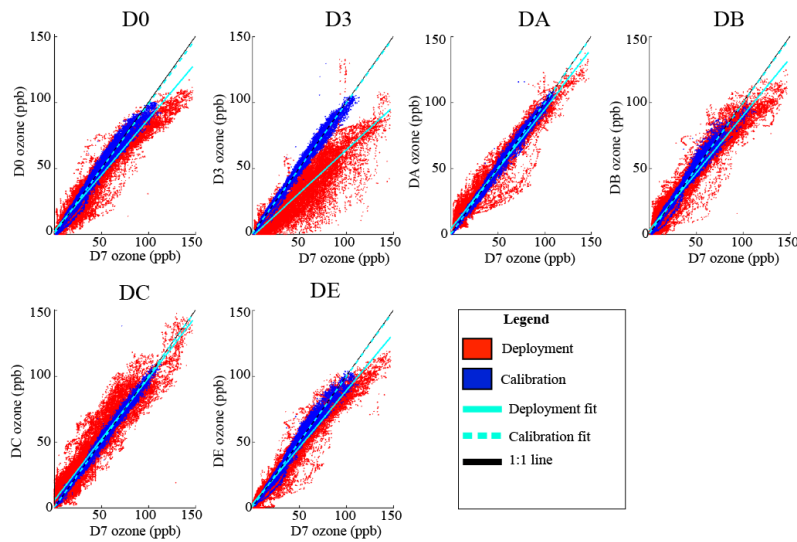 D0
D3
DA
DB
150
100
50
0
D0 ozone (ppb)
50
100
150
D7 ozone (ppb)
150
100
50
0
D3 ozone (ppb)
50
100
150
D7 ozone (ppb)
150
100
50
0
DA ozone (ppb)
50
100
150
D7 ozone (ppb)
150
100
50
0
DB ozone (ppb)
50
100
150
D7 ozone (ppb)
DC
DE
150
100
50
0
DC ozone (ppb)
50
100
150
D7 ozone (ppb)
150
100
50
0
DE ozone (ppb)
50
100
150
D7 ozone (ppb)
Legend
Deployment
Calibration
Deployment fit
Calibration fit
1:1 line